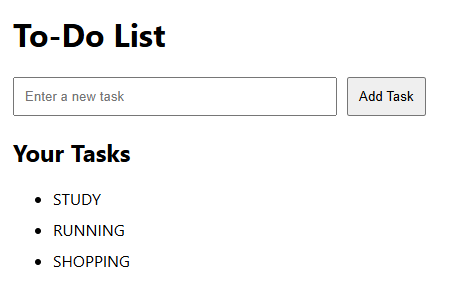 To-Do List
Enter a new task
Add Task
Your Tasks
STUDY
RUNNING
SHOPPING